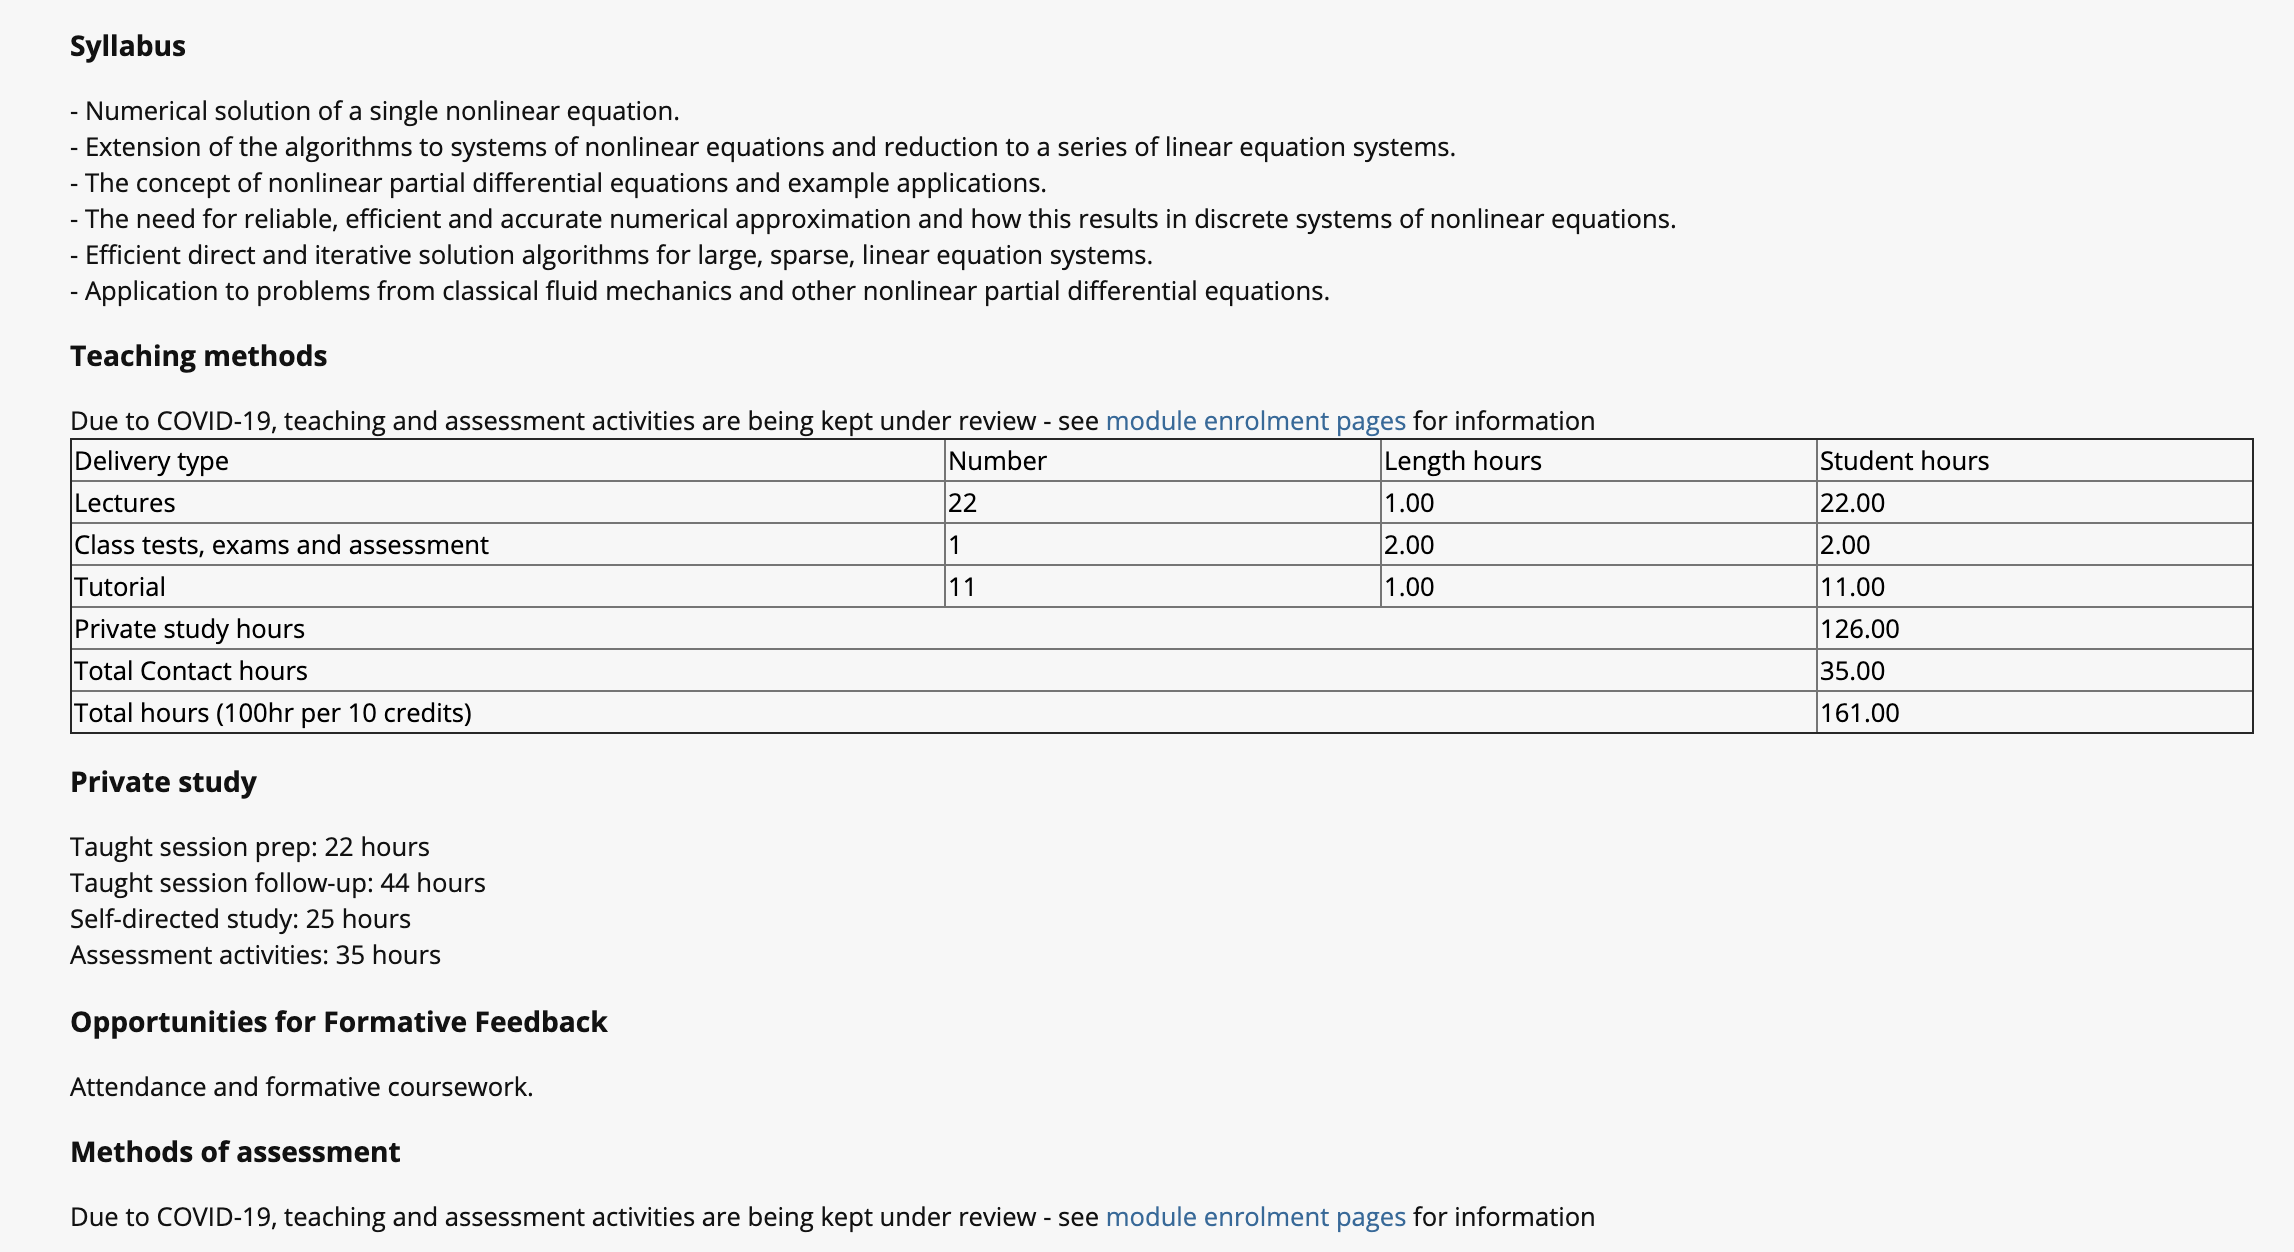 Syllabus
- Numerical solution of a single nonlinear equation.
- Extension of the algorithms to systems of nonlinear equations and reduction to a series of linear equation systems.
- The concept of nonlinear partial differential equations and example applications.
- The need for reliable, efficient and accurate numerical approximation and how this results in discrete systems of nonlinear equations.
- Efficient direct and iterative solution algorithms for large, sparse, linear equation systems.
- Application to problems from classical fluid mechanics and other nonlinear partial differential equations.
Teaching methods
Due to COVID-19, teaching and assessment activities are being kept under review - see module enrolment pages for information
Delivery type Number Length hours Student hours
Lectures 22 1.00 22.00
Class tests, exams and assessment 1 2.00 2.00
Tutorial 11 1.00 11.00
Private study hours 126.00
Total Contact hours 35.00
Total hours (100hr per 10 credits) 161.00
Private study
Taught session prep: 22 hours
Taught session follow-up: 44 hours
Self-directed study: 25 hours
Assessment activities: 35 hours
Opportunities for Formative Feedback
Attendance and formative coursework.
Methods of assessment
Due to COVID-19, teaching and assessment activities are being kept under review - see module enrolment pages for information